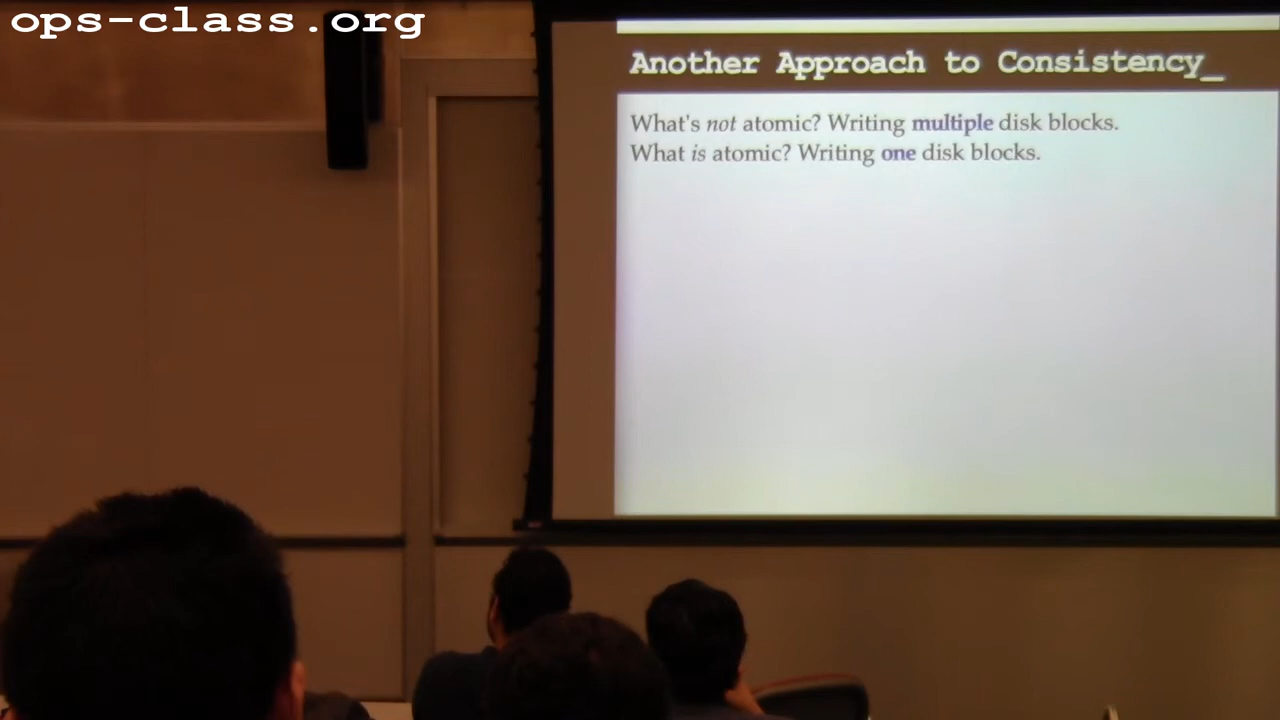 ops-class.org
Another Approach to Consistency_
What's not atomic? Writing multiple disk blocks.
What is atomic? Writing one disk blocks.